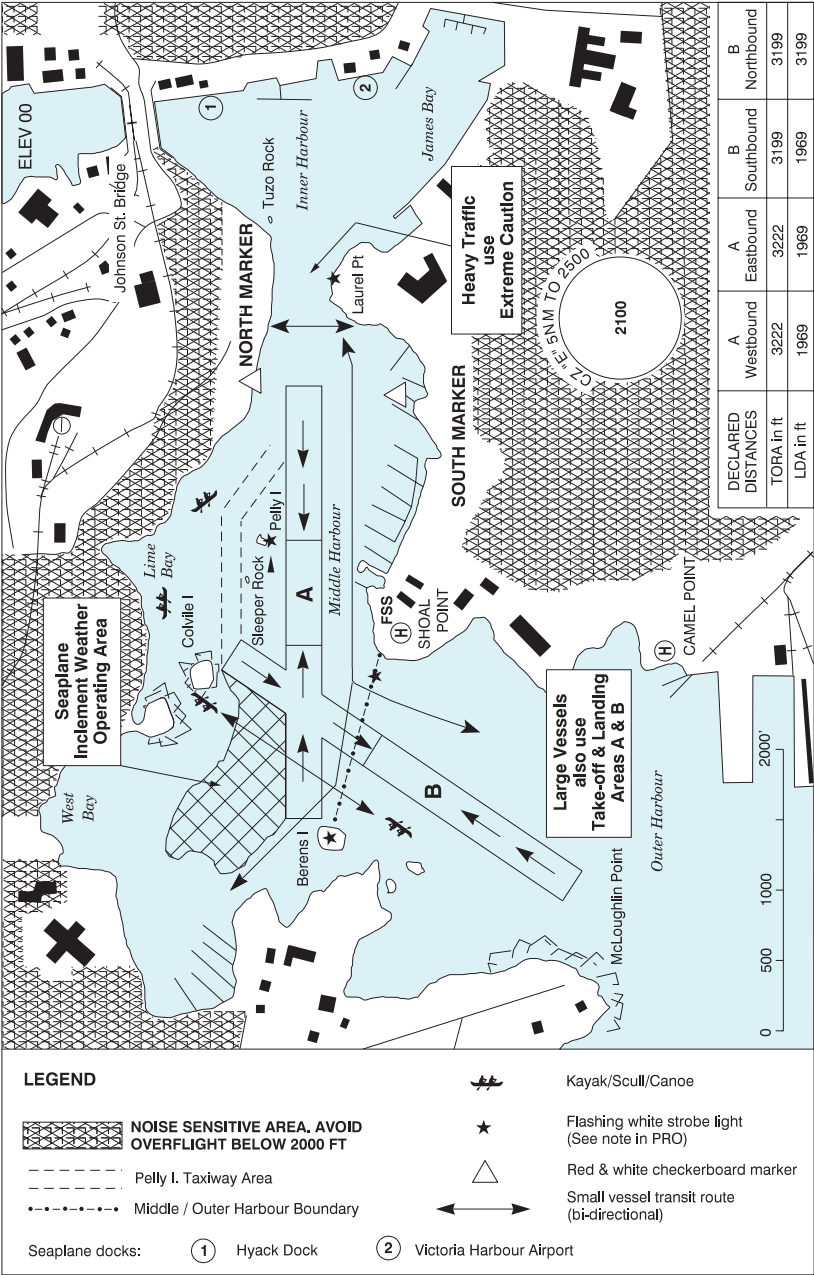 ELEV 00
Johnson St. Bridge
1
2
Tuzo Rock
Inner Harbour
James Bay
NORTH MARKER
Laurel Pt
Heavy Traffic
use
Extreme Caution
SOUTH MARKER
CZ "E" 5NM TO 2500
2100
Lime
Bay
Colvile I
Sleeper Rock
Pelly I
A
Middle Harbour
FSS
H
SHOAL
POINT
H
CAMEL POINT
Seaplane
Inclement Weather
Operating Area
West
Bay
Berens I
B
Large Vessels
also use
Take-off & Landing
Areas A & B
Outer Harbour
McLoughlin Point
0 500 1000 2000'
DECLARED
DISTANCES
A
Westbound
A
Eastbound
B
Southbound
B
Northbound
TORA in ft 3222 3222 3199 3199
LDA in ft 1969 1969 1969 3199
LEGEND
NOISE SENSITIVE AREA. AVOID
OVERFLIGHT BELOW 2000 FT
Pelly I. Taxiway Area
Middle / Outer Harbour Boundary
Kayak/Scull/Canoe
Flashing white strobe light
(See note in PRO)
Red & white checkerboard marker
Small vessel transit route
(bi-directional)
Seaplane docks: 1 Hyack Dock 2 Victoria Harbour Airport